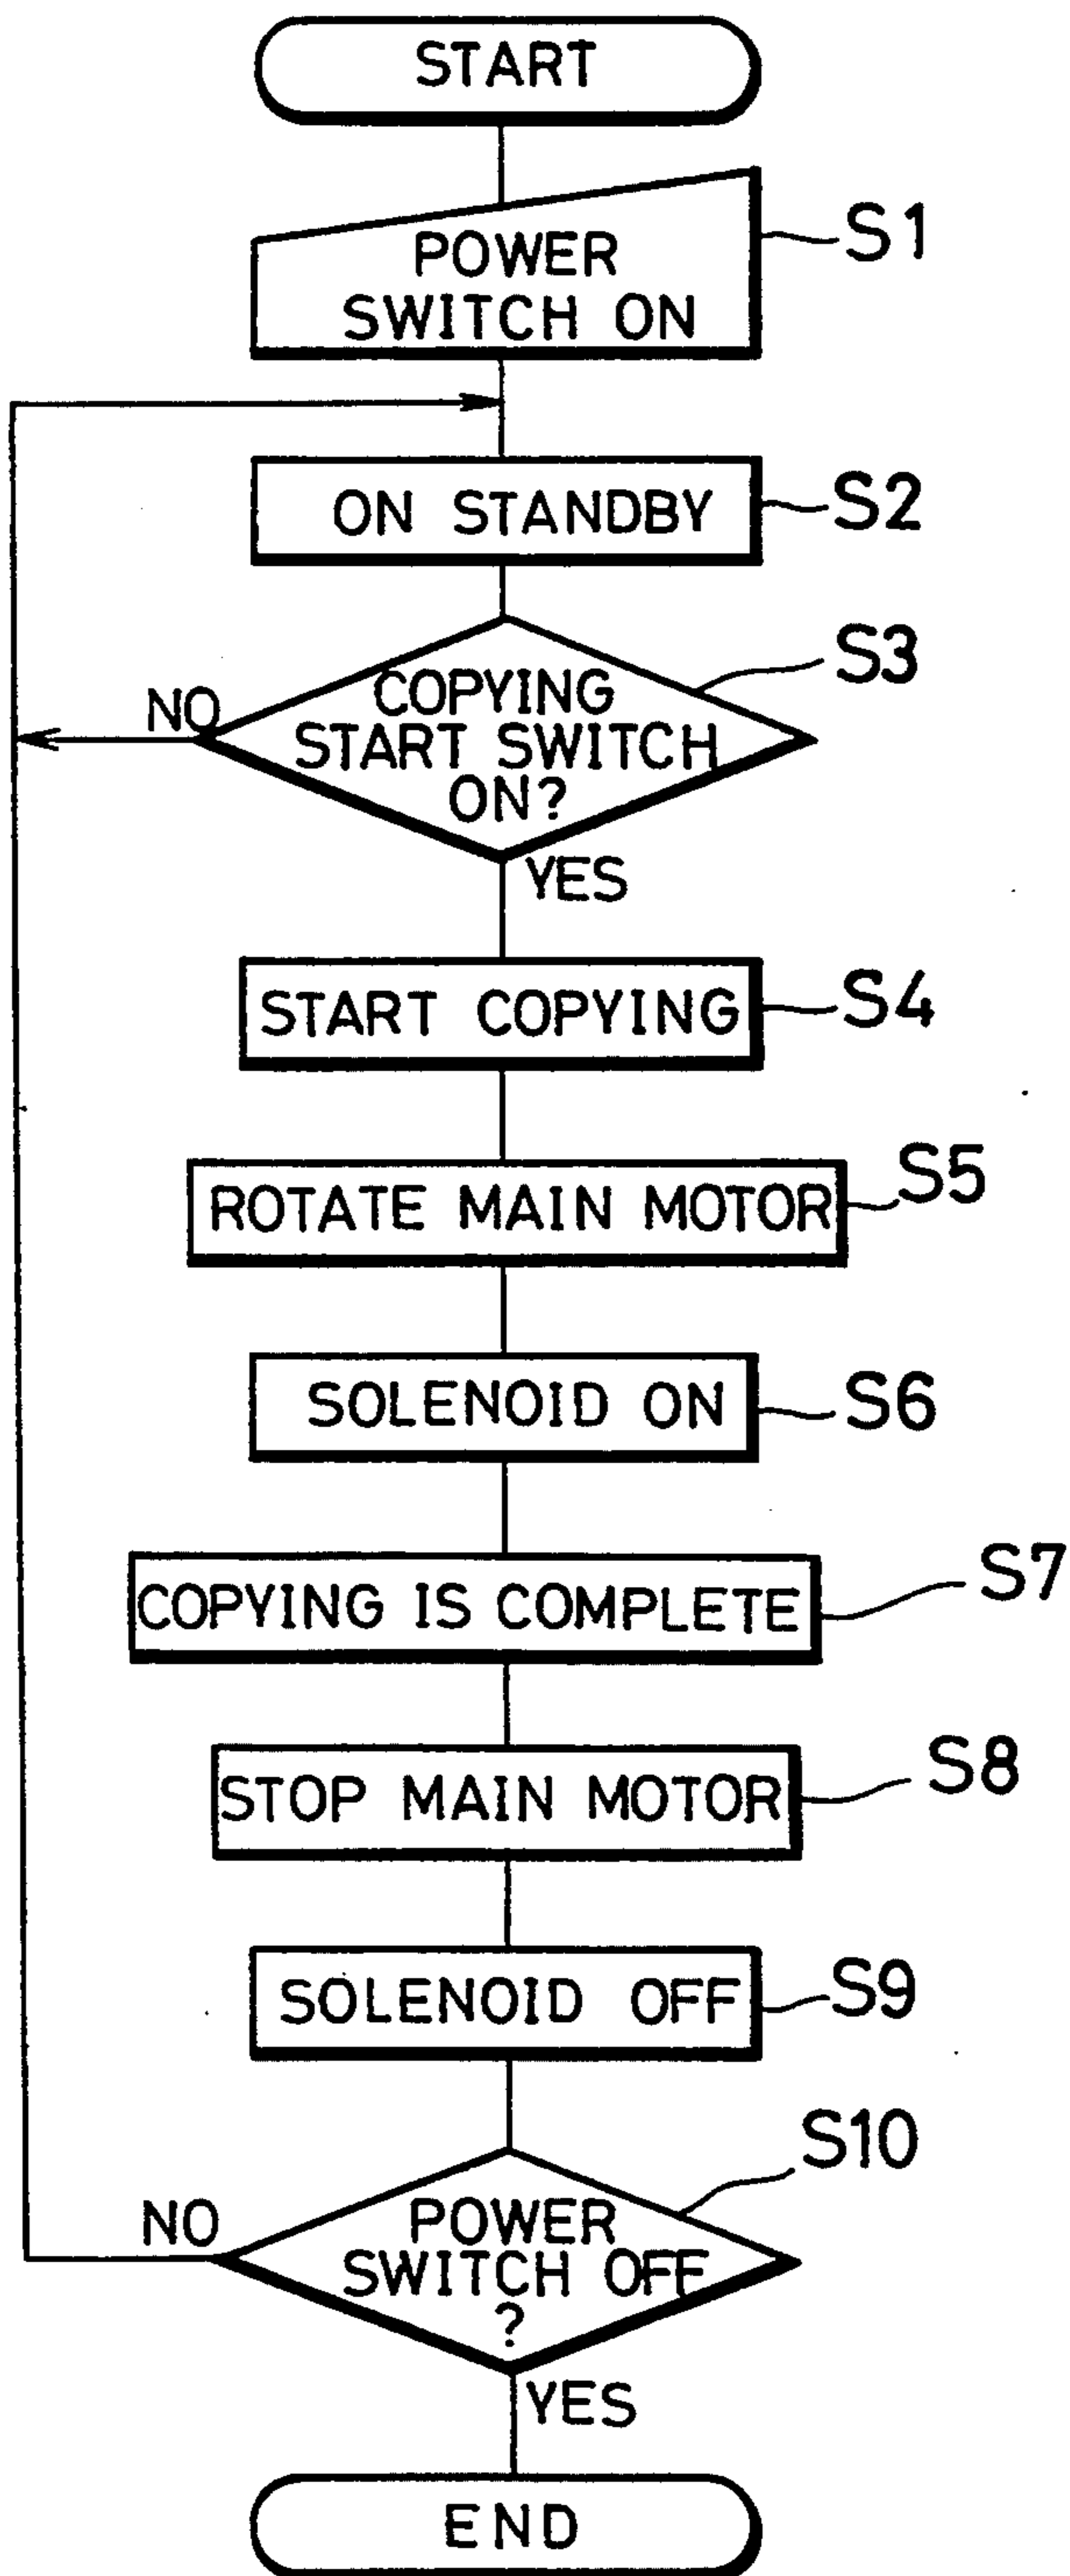 START
POWER
SWITCH ON
S1
ON STANDBY
S2
COPYING
START SWITCH
ON?
S3
NO
YES
START COPYING
S4
ROTATE MAIN MOTOR
S5
SOLENOID ON
S6
COPYING IS COMPLETE
S7
STOP MAIN MOTOR
S8
SOLENOID OFF
S9
POWER
SWITCH OFF
?
S10
NO
YES
END